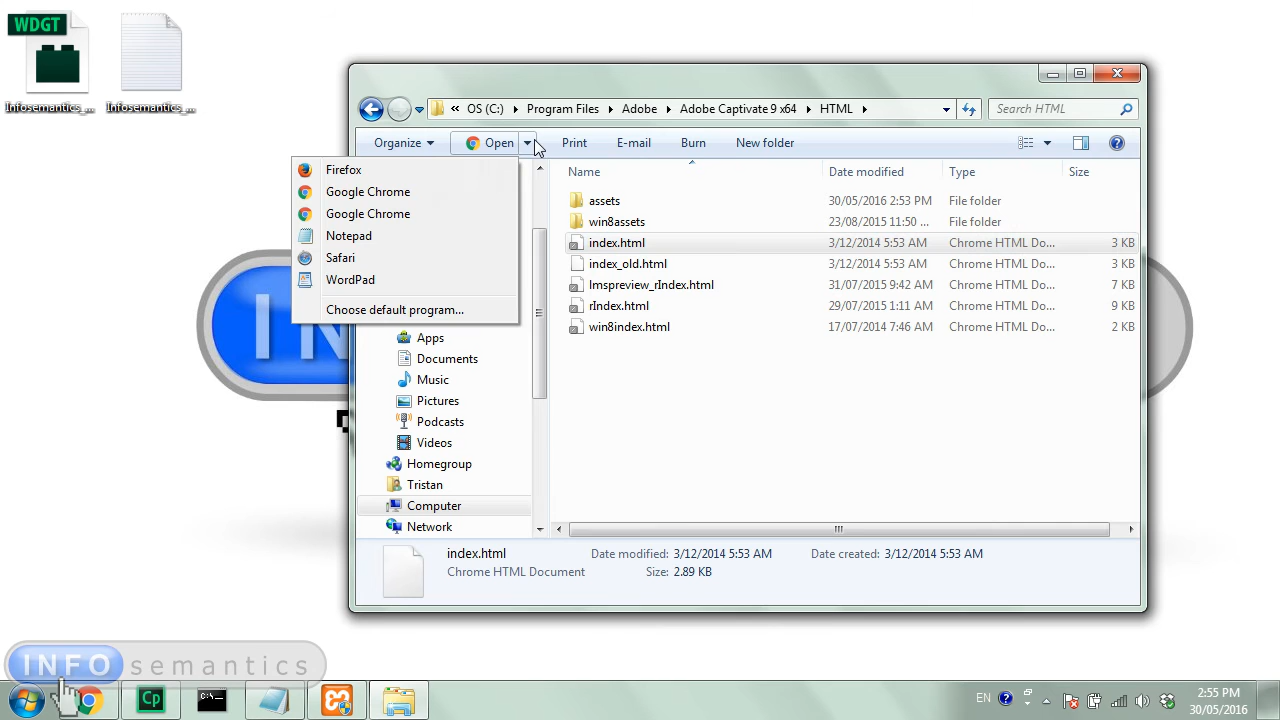 WDGT
Infosemantics_...
Infosemantics_...
OS (C:)
Program Files
Adobe
Adobe Captivate 9 x64
HTML
Search HTML
Organize
Open
Print
E-mail
Burn
New folder
Firefox
Google Chrome
Google Chrome
Notepad
Safari
WordPad
Choose default program...
Name Date modified Type Size
assets 30/05/2016 2:53 PM File folder
win8assets 23/08/2015 11:50 ... File folder
index.html 3/12/2014 5:53 AM Chrome HTML Do... 3 KB
index_old.html 3/12/2014 5:53 AM Chrome HTML Do... 3 KB
lmspreview_rIndex.html 31/07/2015 9:42 AM Chrome HTML Do... 7 KB
rIndex.html 29/07/2015 1:11 AM Chrome HTML Do... 9 KB
win8index.html 17/07/2014 7:46 AM Chrome HTML Do... 2 KB
Apps
Documents
Music
Pictures
Podcasts
Videos
Homegroup
Tristan
Computer
Network
index.html Date modified: 3/12/2014 5:53 AM Date created: 3/12/2014 5:53 AM
Chrome HTML Document Size: 2.89 KB
IN
INFOsemantics
Cp
C:\
EN
2:55 PM
30/05/2016